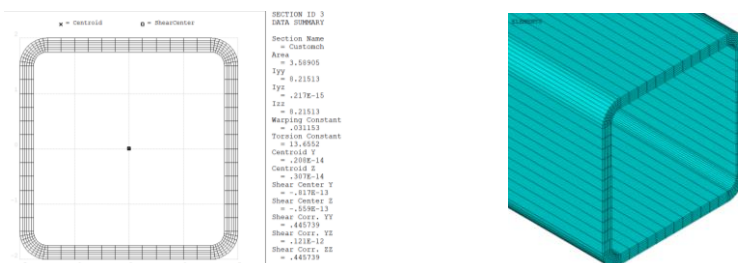 × = Centroid     θ = ShearCenter
SECTION ID 3
DATA SUMMARY
Section Name
= Customch
Area
= 3.58905
Iyy
= 8.21513
Iyz
= .217E-15
Izz
= 8.21513
Warping Constant
= .031153
Torsion Constant
= 13.6552
Centroid Y
= .208E-14
Centroid Z
= .307E-14
Shear Center Y
= -.817E-13
Shear Center Z
= -.559E-13
Shear Corr. YY
= .445739
Shear Corr. YZ
= .121E-12
Shear Corr. ZZ
= .445739
ELEMENTS